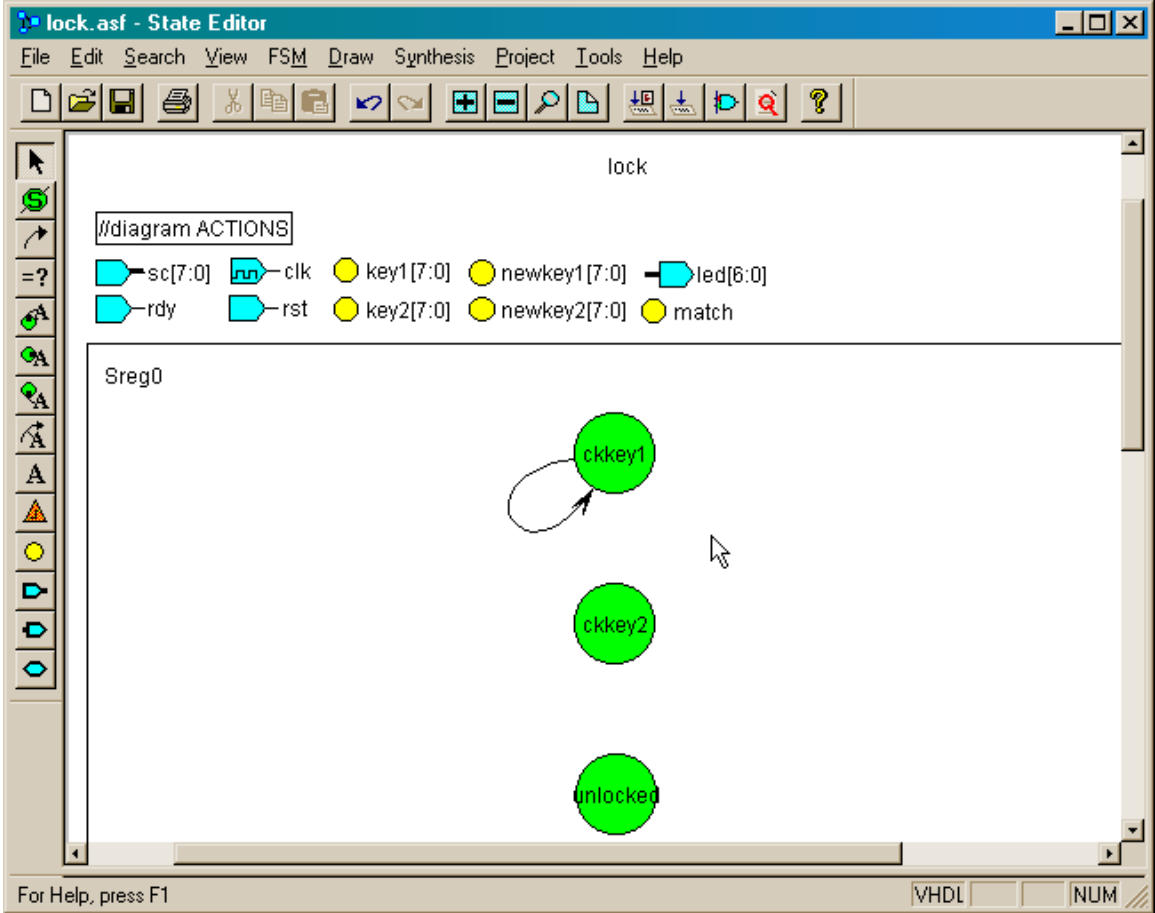 lock.asf - State Editor
File Edit Search View FSM Draw Synthesis Project Tools Help
lock
//diagram ACTIONS
sc[7:0] clk key1[7:0] newkey1[7:0] led[6:0]
rdy rst key2[7:0] newkey2[7:0] match
Sreg0
ckkey1
ckkey2
unlocked
For Help, press F1 VHDL NUM